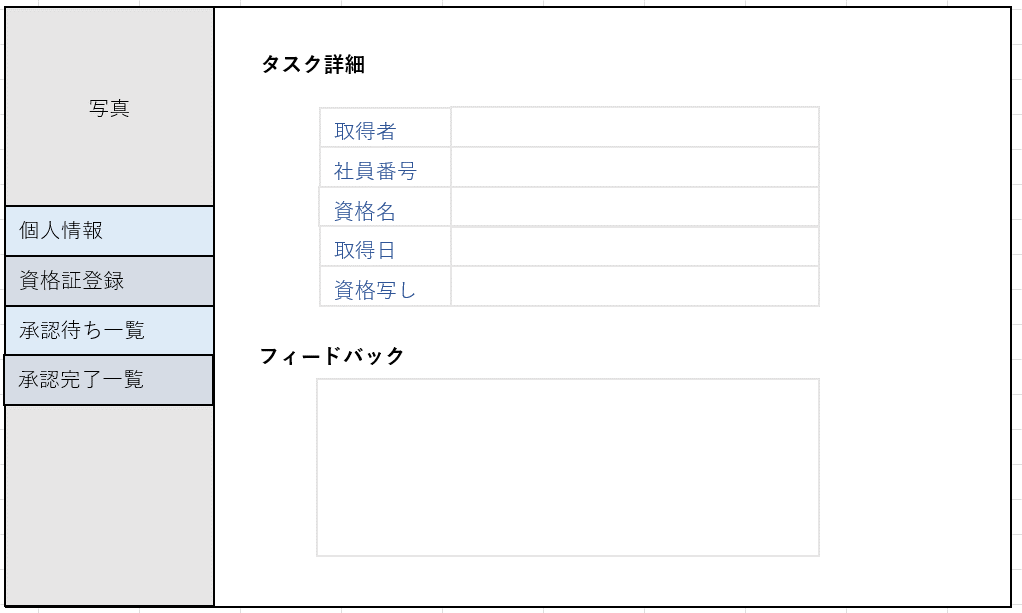 写真
個人情報
資格証登録
承認待ち一覧
承認完了一覧
タスク詳細
取得者
社員番号
資格名
取得日
資格写し
フィードバック